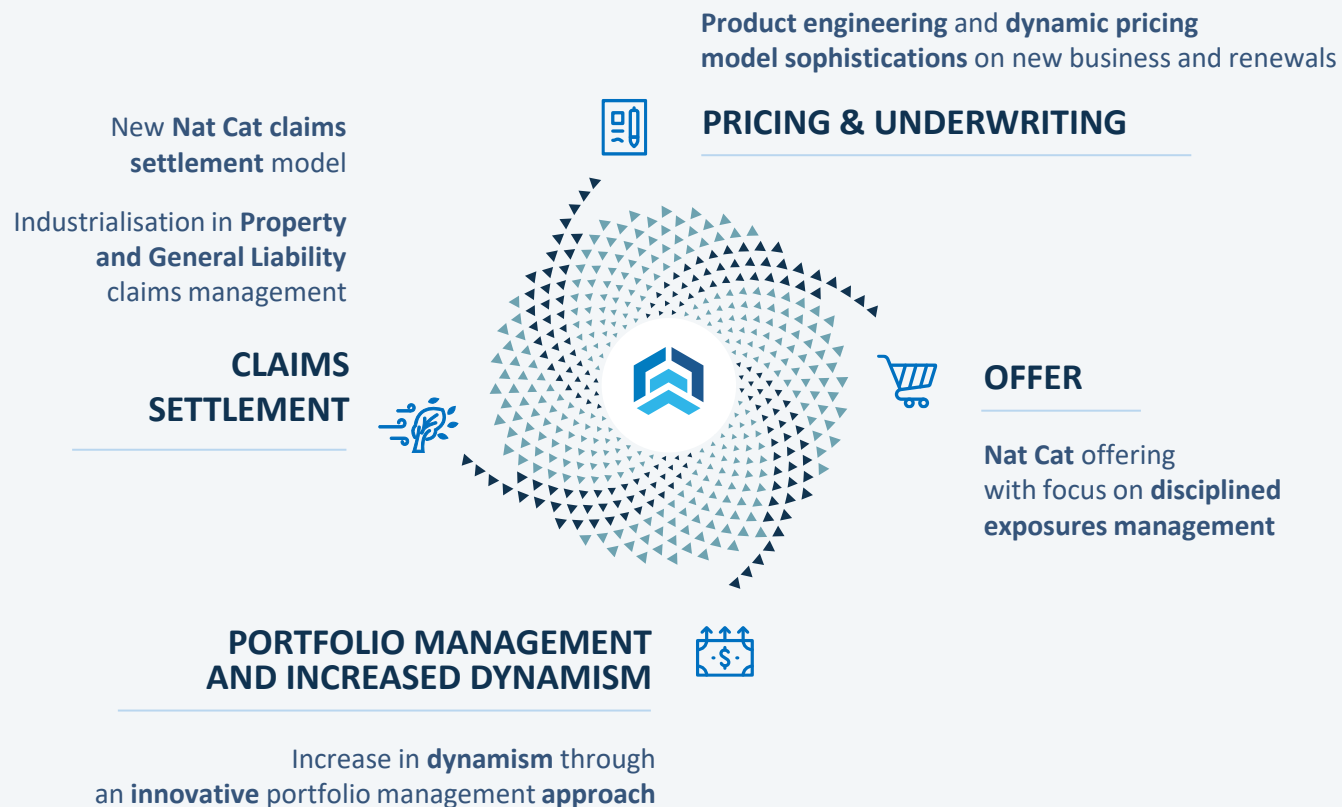 Product engineering and dynamic pricing
model sophistications on new business and renewals
PRICING & UNDERWRITING
New Nat Cat claims
settlement model
Industrialisation in Property
and General Liability
claims management
CLAIMS
SETTLEMENT
OFFER
Nat Cat offering
with focus on disciplined
exposures management
PORTFOLIO MANAGEMENT
AND INCREASED DYNAMISM
Increase in dynamism through
an innovative portfolio management approach